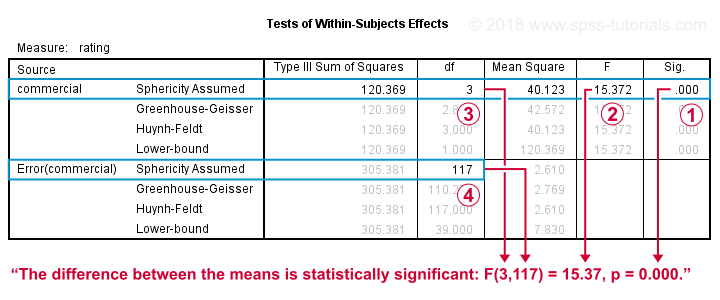 © 2018 www.spss-tutorials.com
Tests of Within-Subjects Effects
Measure: rating
Source Type III Sum of Squares df Mean Square F Sig.
commercial Sphericity Assumed 120.369 3 40.123 15.372 .000
Greenhouse-Geisser 120.369 42.572 .000
Huynh-Feldt 120.369 3.000 40.123 15.372 .000
Lower-bound 120.369 1.000 120.369 15.372 .000
Error(commercial) Sphericity Assumed 305.381 117 2.610
Greenhouse-Geisser 305.381 2.769
Huynh-Feldt 305.381 117.000 2.610
Lower-bound 305.381 39.000 7.830
3 2 1
4
“The difference between the means is statistically significant: F(3,117) = 15.37, p = 0.000.”